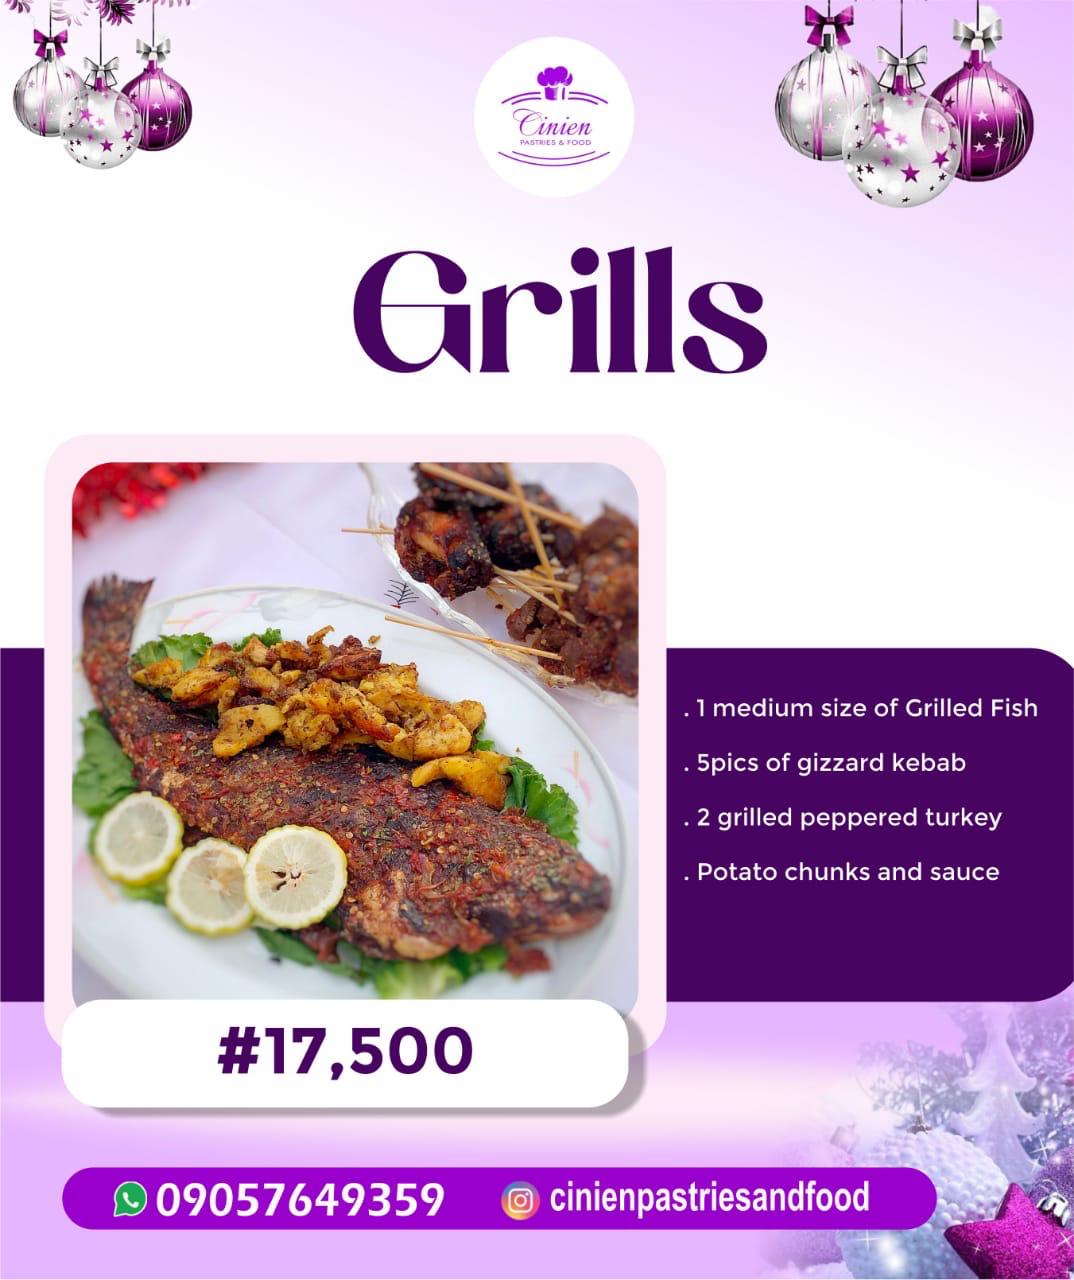 Cinien
PASTRIES & FOOD
Grills
. 1 medium size of Grilled Fish
. 5pics of gizzard kebab
. 2 grilled peppered turkey
. Potato chunks and sauce
#17,500
09057649359
cinienpastriesandfood